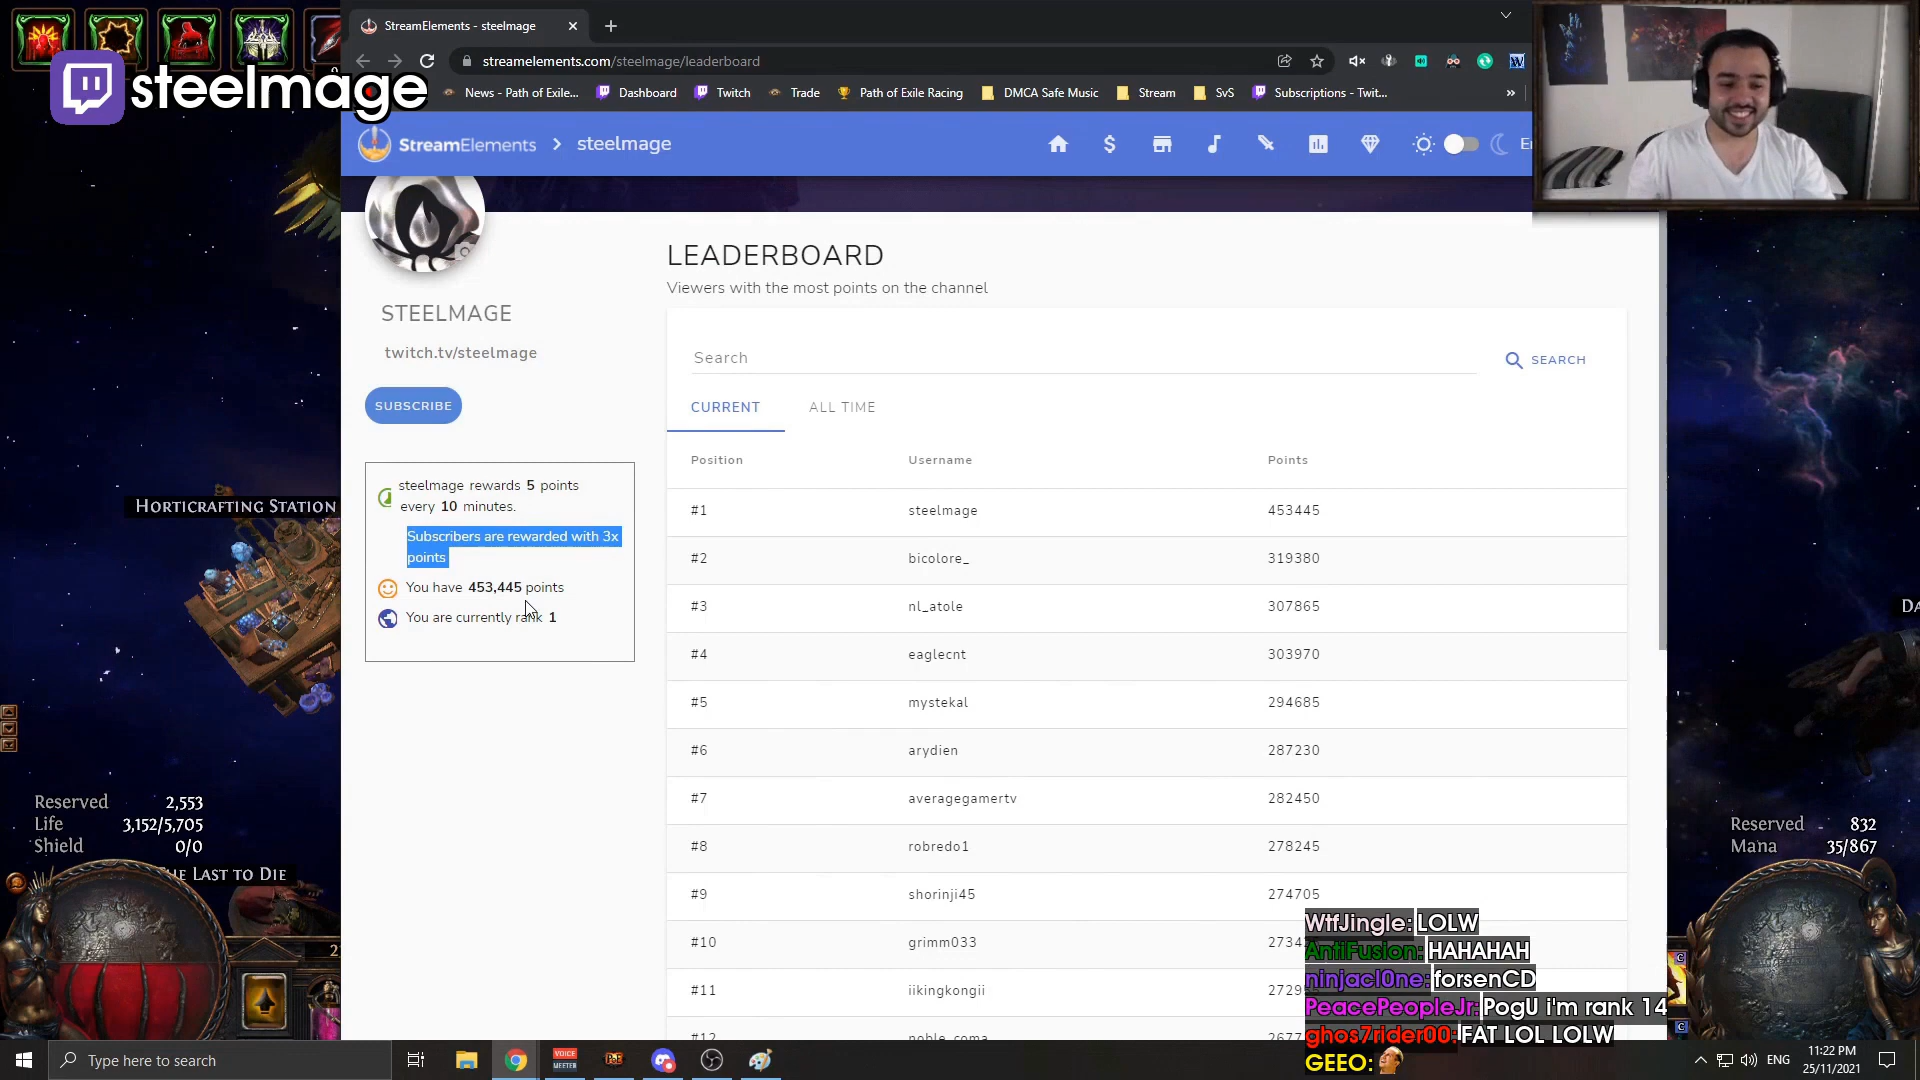 StreamElements - steelmage
streamelements.com/steelmage/leaderboard
steelmage
News - Path of Exile...
Dashboard
Twitch
Trade
Path of Exile Racing
DMCA Safe Music
Stream
SvS
Subscriptions - Twit...
»
StreamElements > steelmage
LEADERBOARD
Viewers with the most points on the channel
STEELMAGE
twitch.tv/steelmage
SUBSCRIBE
Search
SEARCH
CURRENT ALL TIME
steelmage rewards 5 points
every 10 minutes.
Subscribers are rewarded with 3x
points
You have 453,445 points
You are currently rank 1
Position Username Points
#1 steelmage 453445
#2 bicolore_ 319380
#3 nl_atole 307865
#4 eaglecnt 303970
#5 mystekal 294685
#6 arydien 287230
#7 averagegamertv 282450
#8 robredo1 278245
#9 shorinji45 274705
#10 grimm033
#11 iikingkongii
#12 noble_coma
HORTICRAFTING STATION
Reserved 2,553
Life 3,152/5,705
Shield 0/0
LAST TO DIE
Reserved 832
Mana 35/867
WtfJingle: LOLW
AntiFusion: HAHAHAH
ninjacl0ne: forsenCD
PeacePeopleJr: PogU i'm rank 14
ghos7rider00: FAT LOL LOLW
GEEO:
Type here to search
VOICE
MEETER
ENG
11:22 PM
25/11/2021